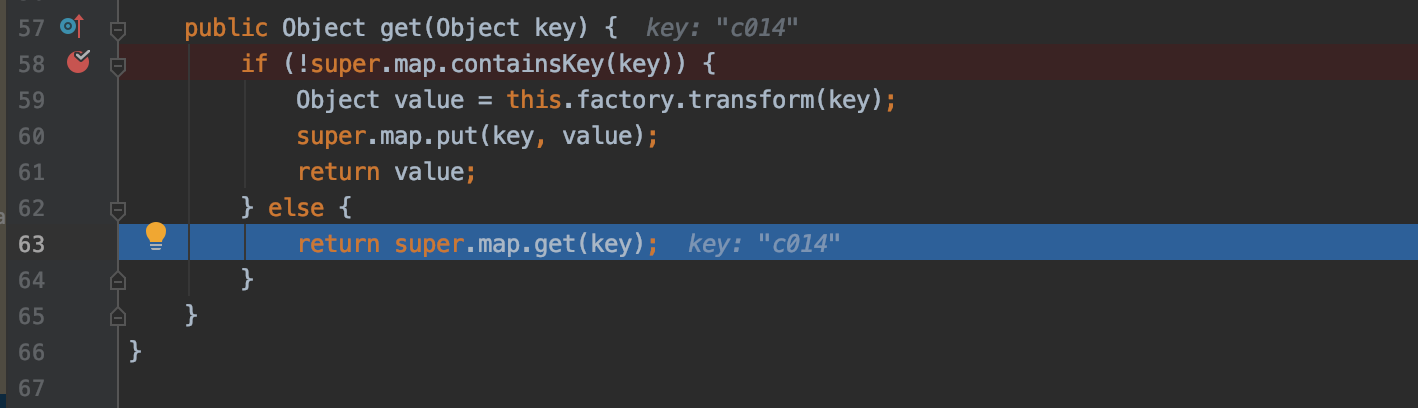 57 public Object get(Object key) { key: "c014"
58 if (!super.map.containsKey(key)) {
59 Object value = this.factory.transform(key);
60 super.map.put(key, value);
61 return value;
62 } else {
63 return super.map.get(key); key: "c014"
64 }
65 }
66 }
67